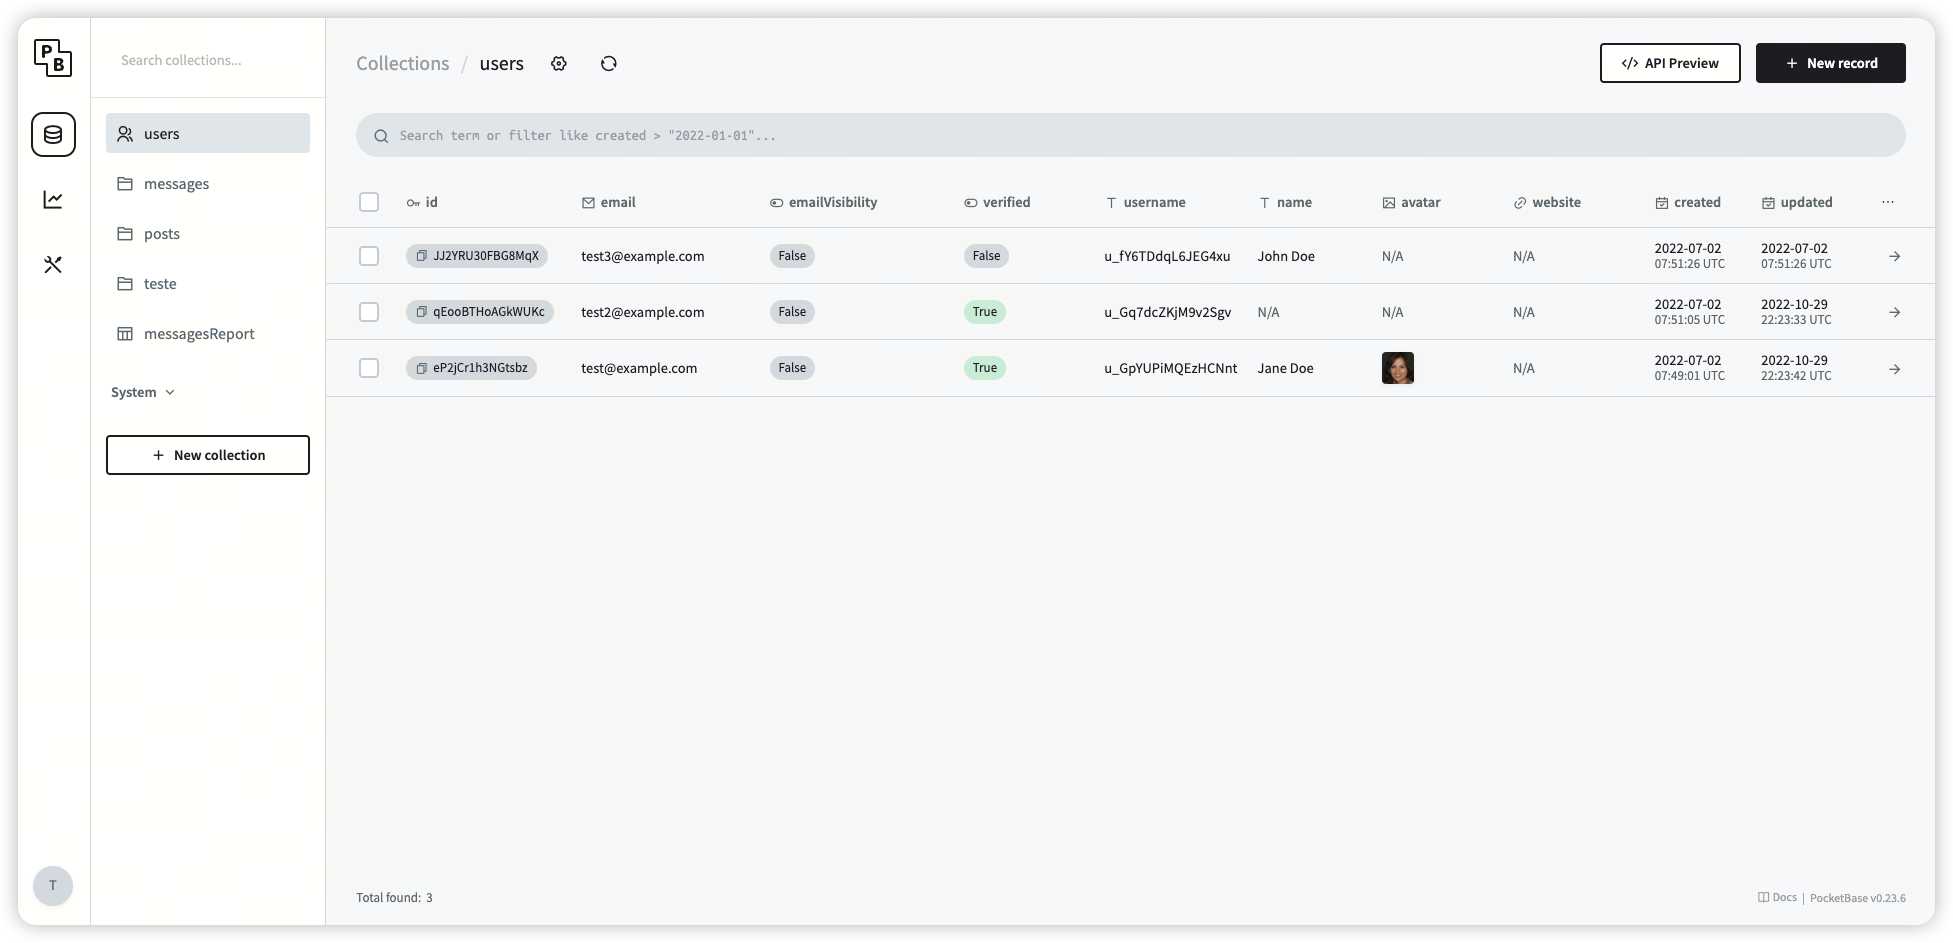 P
B
Search collections...
users
messages
posts
teste
messagesReport
System
New collection
T
Collections / users
API Preview
New record
Search term or filter like created > "2022-01-01"...
id email emailVisibility verified username name avatar website created updated
JJ2YRU30FBG8MqX test3@example.com False False u_fY6TDdqL6JEG4xu John Doe N/A N/A 2022-07-02 2022-07-02
07:51:26 UTC 07:51:26 UTC
qEooBTHoAGkWUKc test2@example.com False True u_Gq7dcZKjM9v2Sgv N/A N/A N/A 2022-07-02 2022-10-29
07:51:05 UTC 22:23:33 UTC
eP2jCr1h3NGtsbz test@example.com False True u_GpYUPiMQEzHCNnt Jane Doe N/A 2022-07-02 2022-10-29
07:49:01 UTC 22:23:42 UTC
Total found: 3
Docs | PocketBase v0.23.6